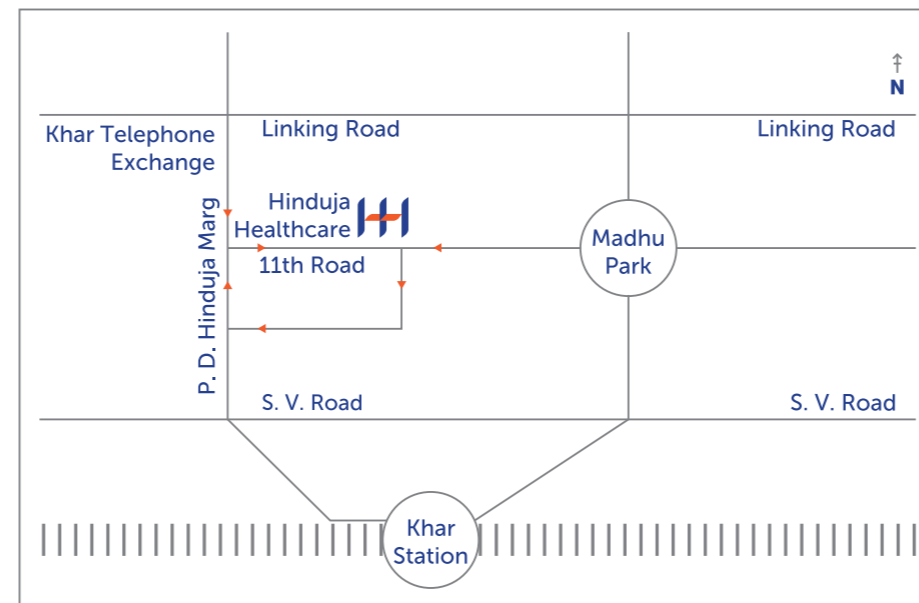 N
Linking Road
Linking Road
Khar Telephone
Exchange
Hinduja
Healthcare
11th Road
Madhu
Park
P. D. Hinduja Marg
S. V. Road
S. V. Road
Khar
Station